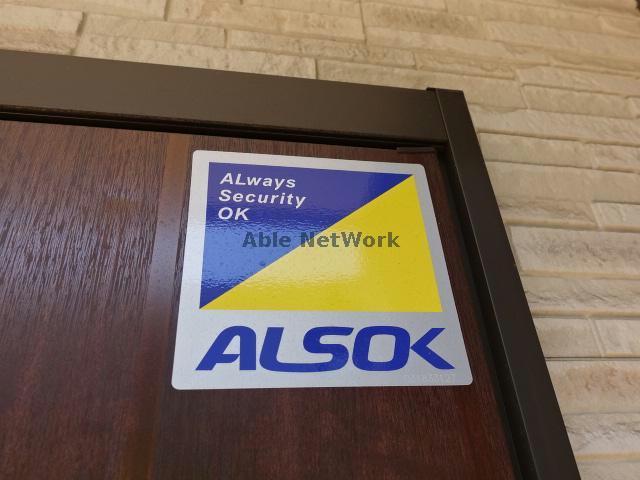 ALways
Security
OK
Able NetWork
ALSOK